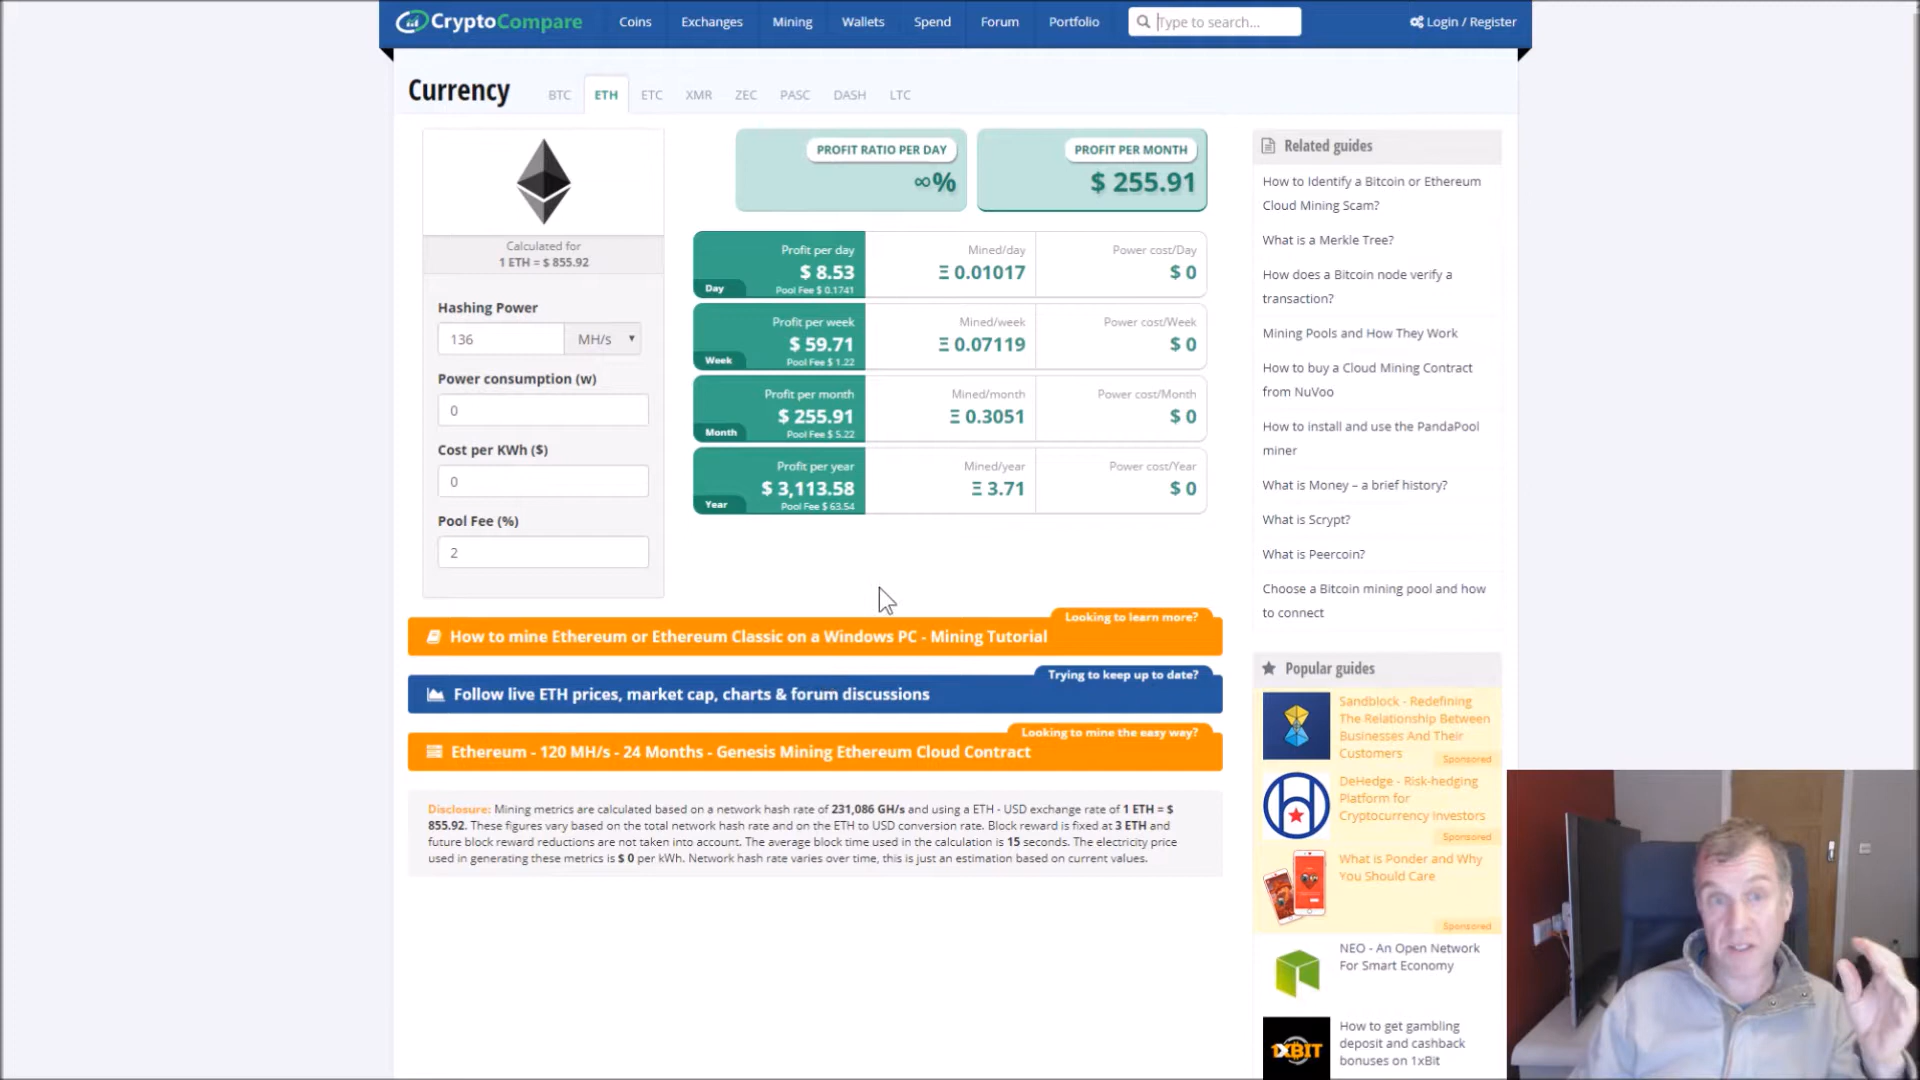 CryptoCompare
Coins
Exchanges
Mining
Wallets
Spend
Forum
Portfolio
Type to search...
Login / Register
Currency
BTC
ETH
ETC
XMR
ZEC
PASC
DASH
LTC
Calculated for
1 ETH = $ 855.92
Hashing Power
136
MH/s
Power consumption (w)
0
Cost per KWh ($)
0
Pool Fee (%)
2
PROFIT RATIO PER DAY
∞%
PROFIT PER MONTH
$ 255.91
Profit per day
$ 8.53
Pool Fee $ 0.1741
Day
Mined/day
Ξ 0.01017
Power cost/Day
$ 0
Profit per week
$ 59.71
Pool Fee $ 1.22
Week
Mined/week
Ξ 0.07119
Power cost/Week
$ 0
Profit per month
$ 255.91
Pool Fee $ 5.22
Month
Mined/month
Ξ 0.3051
Power cost/Month
$ 0
Profit per year
$ 3,113.58
Pool Fee $ 63.54
Year
Mined/year
Ξ 3.71
Power cost/Year
$ 0
Looking to learn more?
How to mine Ethereum or Ethereum Classic on a Windows PC - Mining Tutorial
Trying to keep up to date?
Follow live ETH prices, market cap, charts & forum discussions
Looking to mine the easy way?
Ethereum - 120 MH/s - 24 Months - Genesis Mining Ethereum Cloud Contract
Disclosure: Mining metrics are calculated based on a network hash rate of 231,086 GH/s and using a ETH - USD exchange rate of 1 ETH = $
855.92. These figures vary based on the total network hash rate and on the ETH to USD conversion rate. Block reward is fixed at 3 ETH and
future block reward reductions are not taken into account. The average block time used in the calculation is 15 seconds. The electricity price
used in generating these metrics is $ 0 per kWh. Network hash rate varies over time, this is just an estimation based on current values.
Related guides
How to Identify a Bitcoin or Ethereum
Cloud Mining Scam?
What is a Merkle Tree?
How does a Bitcoin node verify a
transaction?
Mining Pools and How They Work
How to buy a Cloud Mining Contract
from NuVoo
How to install and use the PandaPool
miner
What is Money – a brief history?
What is Scrypt?
What is Peercoin?
Choose a Bitcoin mining pool and how
to connect
Popular guides
Sandblock - Redefining
The Relationship Between
Businesses And Their
Customers
Sponsored
DeHedge - Risk-hedging
Platform for
Cryptocurrency Investors
Sponsored
What is Ponder and Why
You Should Care
Sponsored
NEO - An Open Network
For Smart Economy
How to get gambling
deposit and cashback
bonuses on 1xBit
1XBIT